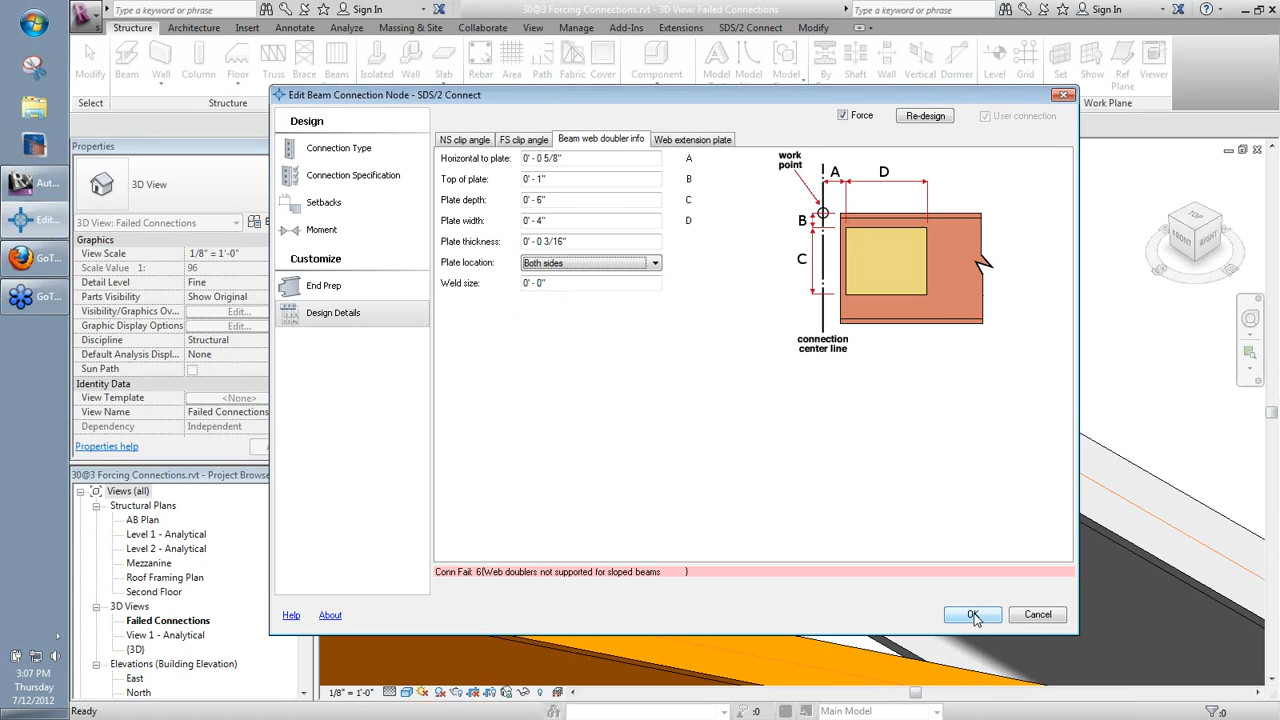 Type a keyword or phrase
Sign In
30@3 Forcing Connections.rvt - 3D View: Failed Connections
Type a keyword or phrase
Sign In
Structure Architecture Insert Annotate Analyze Massing & Site Collaborate View Manage Add-Ins Extensions SDS/2 Connect Modify
Modify Beam Wall Column Floor Truss Brace Beam Isolated Wall Slab Rebar Area Path Fabric Cover Component Model Model Model By Shaft Wall Vertical Dormer Level Grid Set Show Ref Plane Viewer
Select Structure Work Plane
Edit Beam Connection Node - SDS/2 Connect
Design
Connection Type
Connection Specification
Setbacks
Moment
Customize
End Prep
Design Details
Force
Re-design
User connection
NS clip angle FS clip angle Beam web doubler info Web extension plate
Horizontal to plate: 0' - 0 5/8" A
Top of plate: 0' - 1" B
Plate depth: 0' - 6" C
Plate width: 0' - 4" D
Plate thickness: 0' - 0 3/16"
Plate location: Both sides
Weld size: 0' - 0"
work point
A D
B
C
connection center line
Conn Fail: 6{Web doublers not supported for sloped beams }
Help About
OK Cancel
Properties
3D View
3D View: Failed Connections
Graphics
View Scale 1/8" = 1'-0"
Scale Value 1: 96
Detail Level Fine
Parts Visibility Show Original
Visibility/Graphics Ov... Edit...
Graphic Display Options Edit...
Discipline Structural
Default Analysis Displ... None
Sun Path
Identity Data
View Template <None>
View Name Failed Connections
Dependency Independent
Properties help
30@3 Forcing Connections.rvt - Project Browse
Views (all)
Structural Plans
AB Plan
Level 1 - Analytical
Level 2 - Analytical
Mezzanine
Roof Framing Plan
Second Floor
3D Views
Failed Connections
View 1 - Analytical
{3D}
Elevations (Building Elevation)
East
North
TOP
FRONT
RIGHT
Aut...
Edit...
GoT...
GoT...
3:07 PM
Thursday
7/12/2012
1/8" = 1'-0"
Ready
:0
Main Model
:0